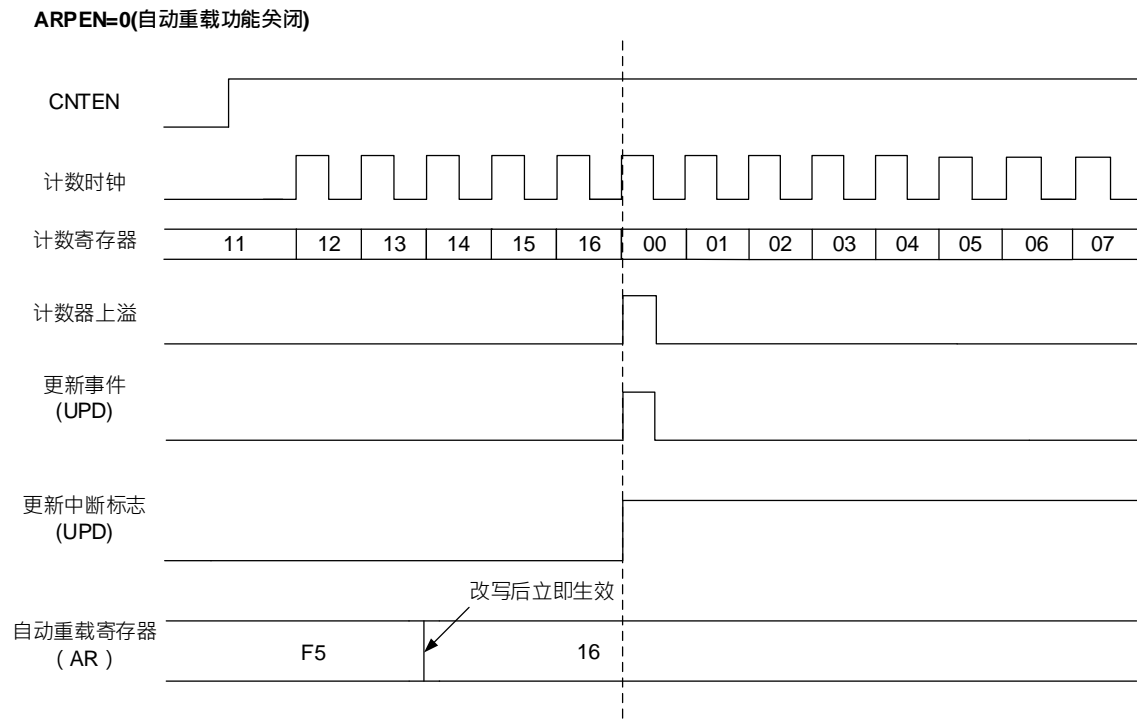 ARPEN=0(自动重载功能关闭)
CNTEN
计数时钟
计数寄存器
11 12 13 14 15 16 00 01 02 03 04 05 06 07
计数器上溢
更新事件
(UPD)
更新中断标志
(UPD)
改写后立即生效
自动重载寄存器
(AR)
F5 16